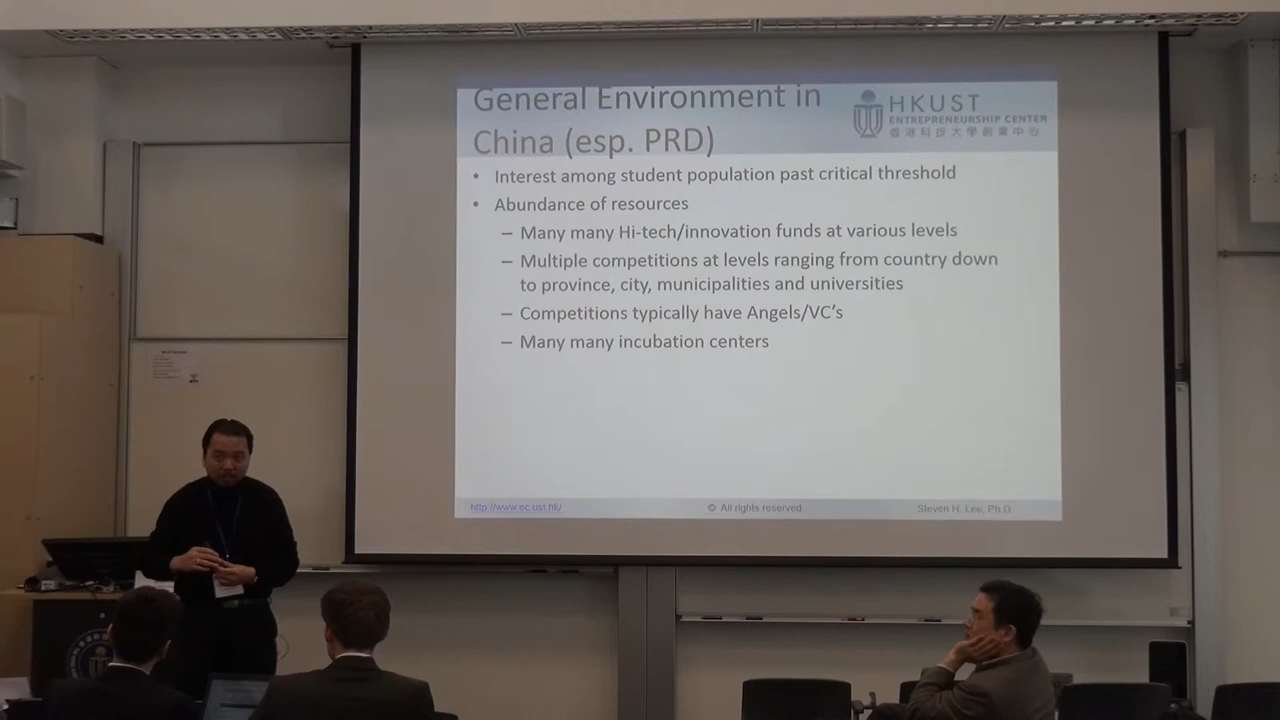 General Environment in
China (esp. PRD)
HKUST
ENTREPRENEURSHIP CENTER
香港科技大學創業中心
• Interest among student population past critical threshold
• Abundance of resources
– Many many Hi-tech/innovation funds at various levels
– Multiple competitions at levels ranging from country down
to province, city, municipalities and universities
– Competitions typically have Angels/VC's
– Many many incubation centers
http://www.ec.ust.hk/
© All rights reserved
Steven H. Lee, Ph.D